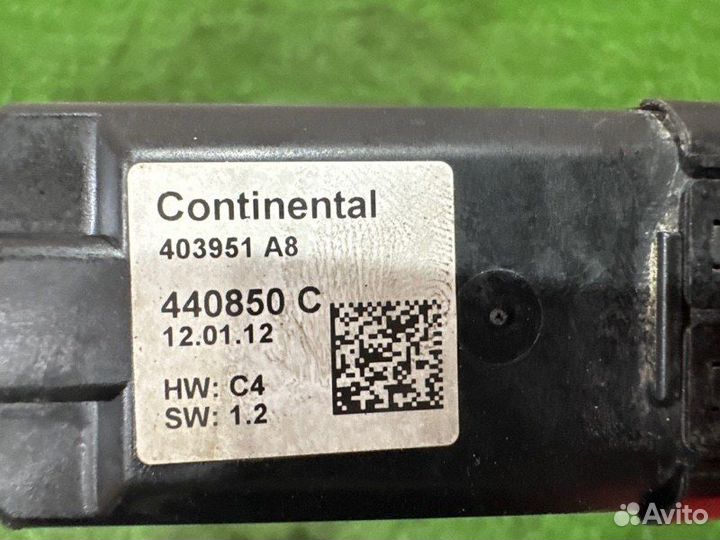 Continental
403951 A8
440850 C
12.01.12
HW: C4
SW: 1.2
Avito